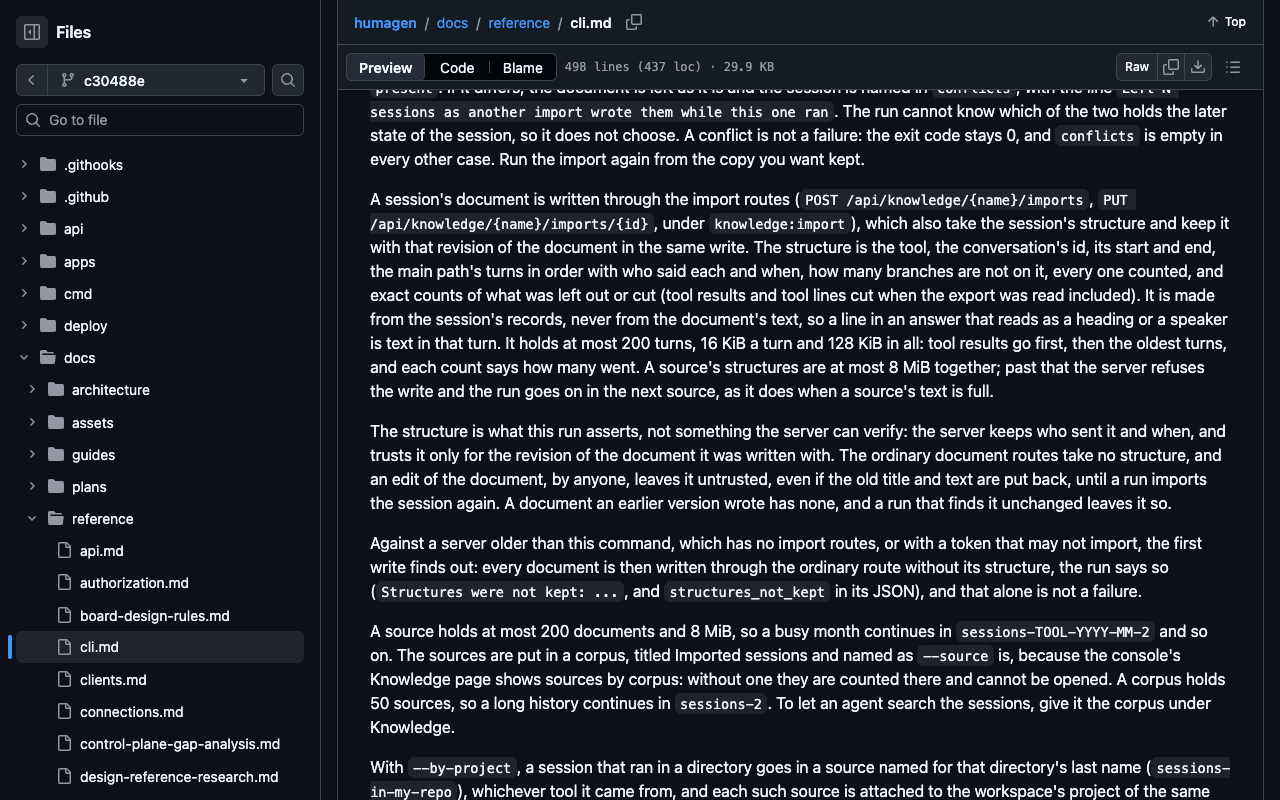 Files
c30488e
Go to file
.githooks
.github
api
apps
cmd
deploy
docs
architecture
assets
guides
plans
reference
api.md
authorization.md
board-design-rules.md
cli.md
clients.md
connections.md
control-plane-gap-analysis.md
design-reference-research.md
humagen / docs / reference / cli.md
Top
Preview Code Blame 498 lines (437 loc) · 29.9 KB Raw
present . If it differs, the document is left as it is and the session is named in conflicts , with the line Left N
sessions as another import wrote them while this one ran . The run cannot know which of the two holds the later
state of the session, so it does not choose. A conflict is not a failure: the exit code stays 0, and conflicts is empty in
every other case. Run the import again from the copy you want kept.
A session's document is written through the import routes ( POST /api/knowledge/{name}/imports , PUT
/api/knowledge/{name}/imports/{id} , under knowledge:import ), which also take the session's structure and keep it
with that revision of the document in the same write. The structure is the tool, the conversation's id, its start and end,
the main path's turns in order with who said each and when, how many branches are not on it, every one counted, and
exact counts of what was left out or cut (tool results and tool lines cut when the export was read included). It is made
from the session's records, never from the document's text, so a line in an answer that reads as a heading or a speaker
is text in that turn. It holds at most 200 turns, 16 KiB a turn and 128 KiB in all: tool results go first, then the oldest turns,
and each count says how many went. A source's structures are at most 8 MiB together; past that the server refuses
the write and the run goes on in the next source, as it does when a source's text is full.
The structure is what this run asserts, not something the server can verify: the server keeps who sent it and when, and
trusts it only for the revision of the document it was written with. The ordinary document routes take no structure, and
an edit of the document, by anyone, leaves it untrusted, even if the old title and text are put back, until a run imports
the session again. A document an earlier version wrote has none, and a run that finds it unchanged leaves it so.
Against a server older than this command, which has no import routes, or with a token that may not import, the first
write finds out: every document is then written through the ordinary route without its structure, the run says so
( Structures were not kept: ... , and structures_not_kept in its JSON), and that alone is not a failure.
A source holds at most 200 documents and 8 MiB, so a busy month continues in sessions-TOOL-YYYY-MM-2 and so
on. The sources are put in a corpus, titled Imported sessions and named as --source is, because the console's
Knowledge page shows sources by corpus: without one they are counted there and cannot be opened. A corpus holds
50 sources, so a long history continues in sessions-2 . To let an agent search the sessions, give it the corpus under
Knowledge.
With --by-project , a session that ran in a directory goes in a source named for that directory's last name ( sessions-
in-my-repo ), whichever tool it came from, and each such source is attached to the workspace's project of the same